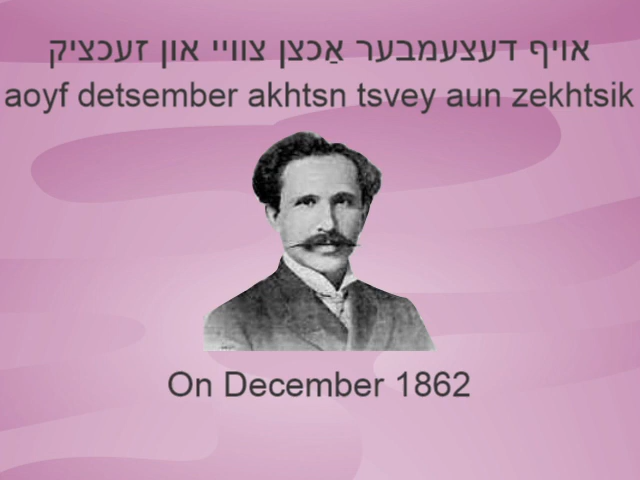 אויף דעצעמבער אַכצן צוויי און זעכציק
aoyf detsember akhtsn tsvey aun zekhtsik
On December 1862